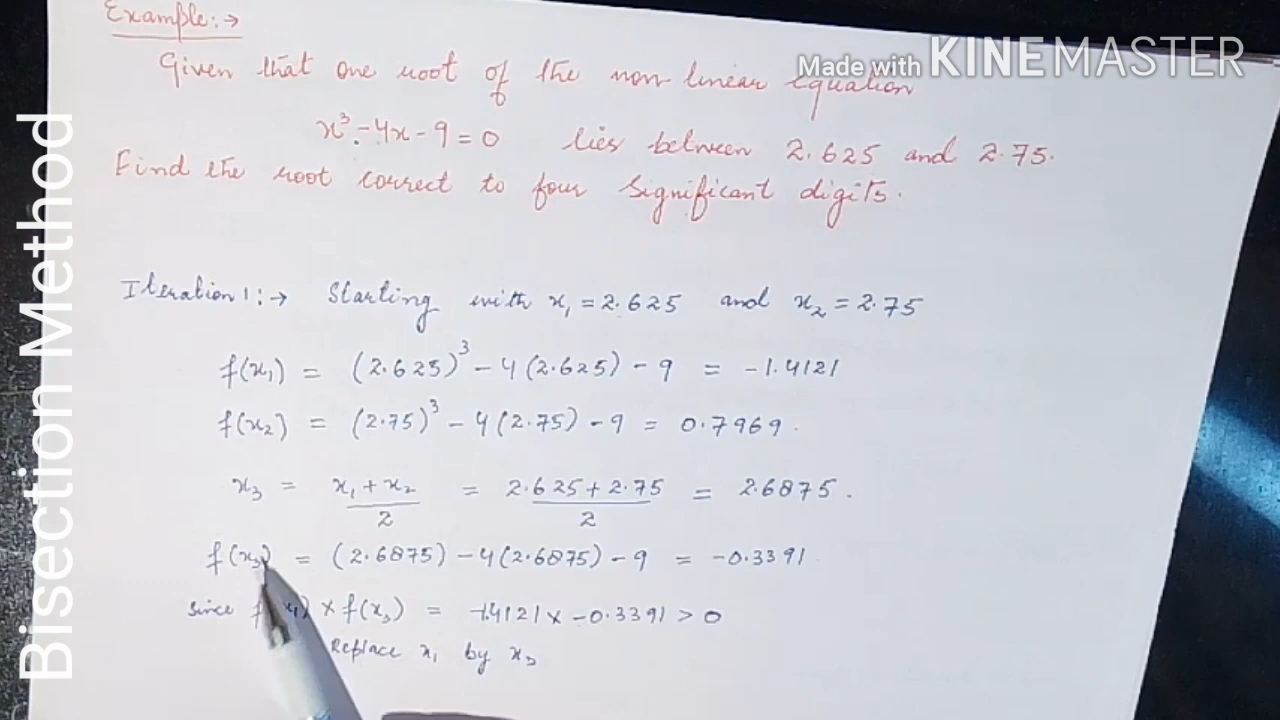 Example:→
Made with KINEMASTER
Given that one root of the non linear equation
x³ - 4x - 9 = 0 lies between 2.625 and 2.75.
Find the root correct to four significant digits.
Iteration 1:→ Starting with x₁ = 2.625 and x₂ = 2.75
f(x₁) = (2.625)³ - 4(2.625) - 9 = -1.4121
f(x₂) = (2.75)³ - 4(2.75) - 9 = 0.7969.
x₃ = x₁ + x₂ / 2 = 2.625 + 2.75 / 2 = 2.6875.
f(x₃) = (2.6875) - 4(2.6875) - 9 = -0.3391
Since f(x₁) × f(x₃) = -1.4121 × -0.3391 > 0
Replace x₁ by x₃
Bisection Method